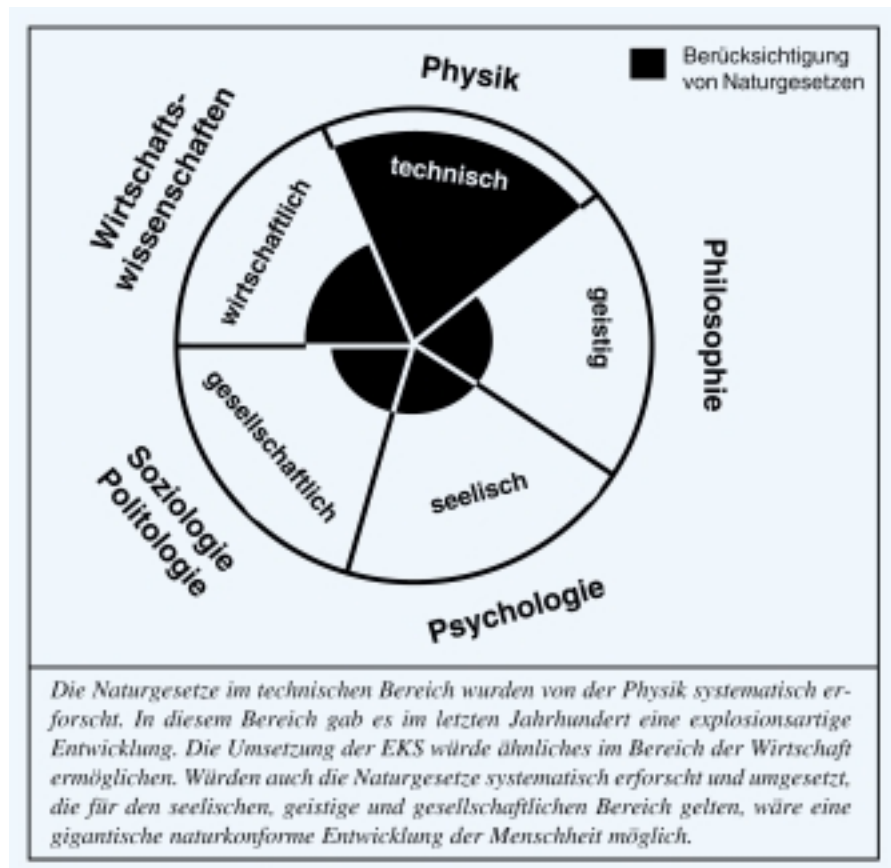 Berücksichtigung
von Naturgesetzen
Physik
Wirtschafts-
wissenschaften
technisch
wirtschaftlich
geistig
Philosophie
gesellschaftlich
seelisch
Soziologie
Politologie
Psychologie
Die Naturgesetze im technischen Bereich wurden von der Physik systematisch er-
forscht. In diesem Bereich gab es im letzten Jahrhundert eine explosionsartige
Entwicklung. Die Umsetzung der EKS würde ähnliches im Bereich der Wirtschaft
ermöglichen. Würden auch die Naturgesetze systematisch erforscht und umgesetzt,
die für den seelischen, geistige und gesellschaftlichen Bereich gelten, wäre eine
gigantische naturkonforme Entwicklung der Menschheit möglich.